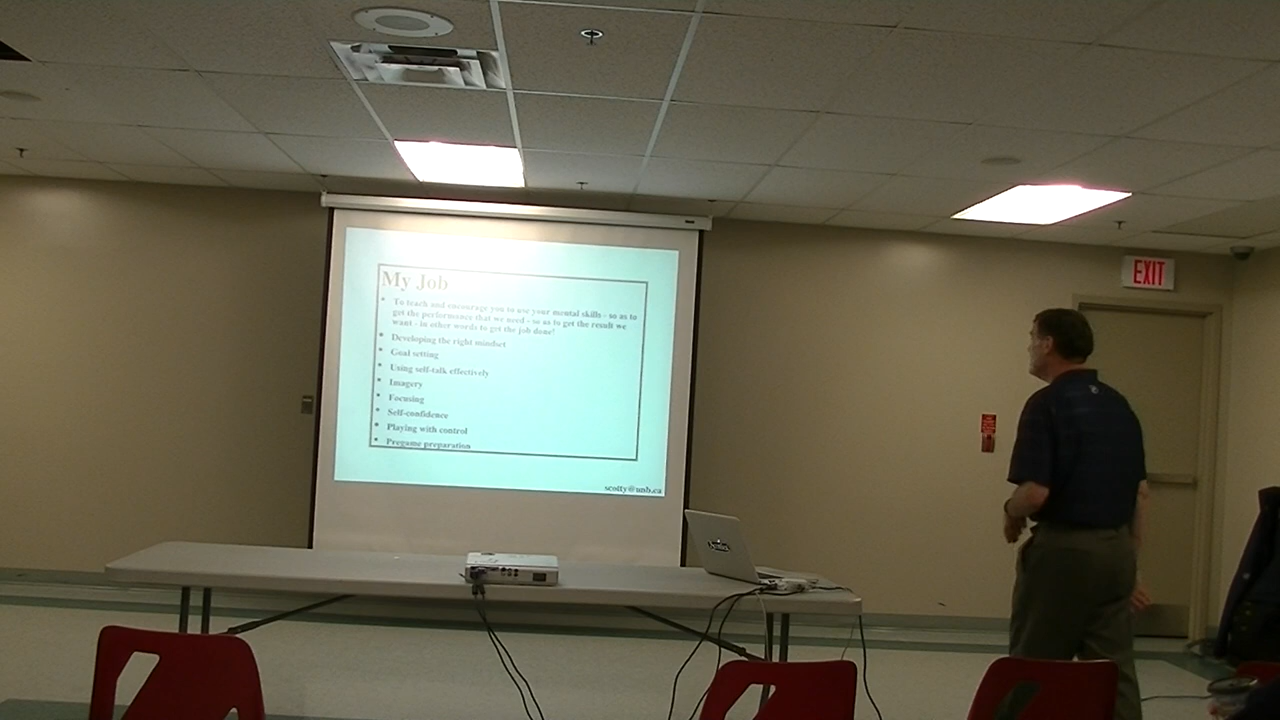 My Job
• To teach and encourage you to use your mental skills - so as to
get the performance that we need - so as to get the result we
want - in other words to get the job done!
• Developing the right mindset
• Goal setting
• Using self-talk effectively
• Imagery
• Focusing
• Self-confidence
• Playing with control
• Pregame preparation
scotty@unb.ca
EXIT